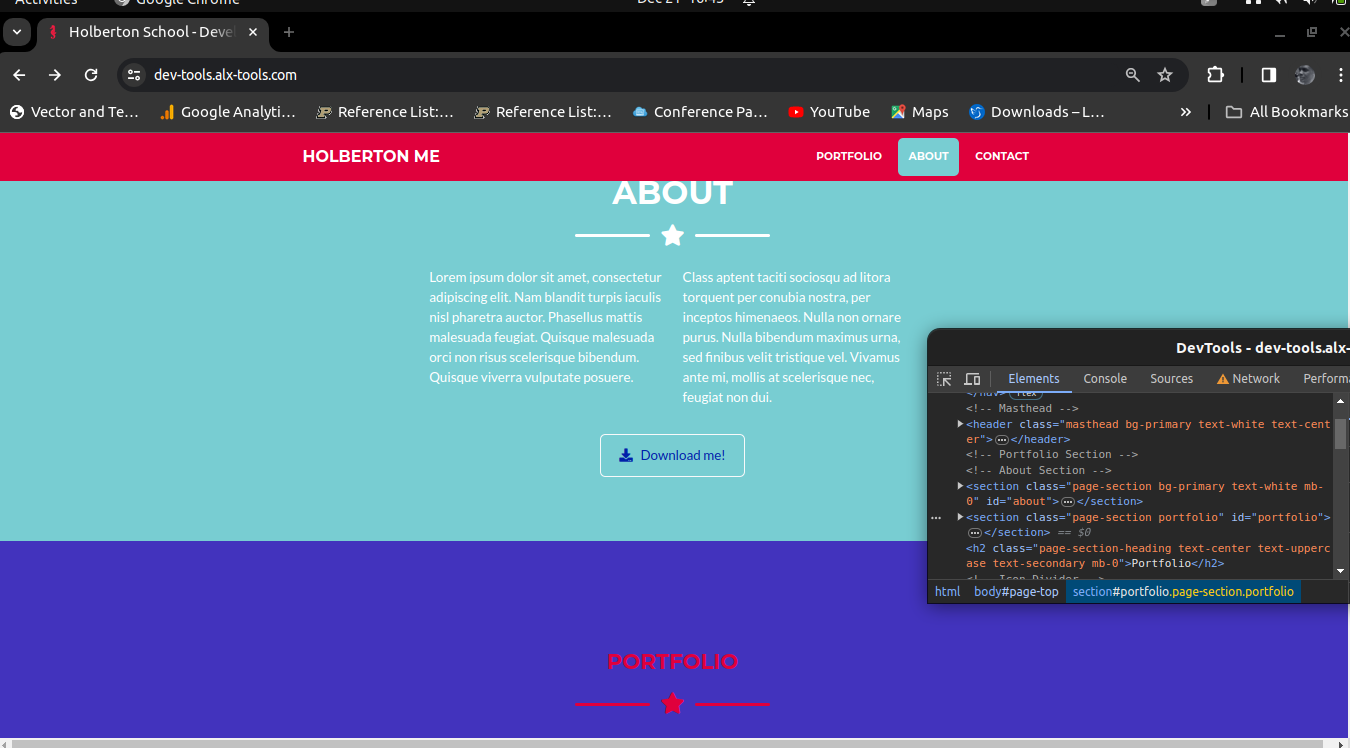 Activities Google Chrome Dec 21 16:45
Holberton School - Devel
dev-tools.alx-tools.com
Vector and Te… Google Analyti… Reference List:… Reference List:… Conference Pa… YouTube Maps Downloads – L… All Bookmarks
HOLBERTON ME PORTFOLIO ABOUT CONTACT
ABOUT
Lorem ipsum dolor sit amet, consectetur
adipiscing elit. Nam blandit turpis iaculis
nisl pharetra auctor. Phasellus mattis
malesuada feugiat. Quisque malesuada
orci non risus scelerisque bibendum.
Quisque viverra vulputate posuere.
Class aptent taciti sociosqu ad litora
torquent per conubia nostra, per
inceptos himenaeos. Nulla non ornare
purus. Nulla bibendum maximus urna,
sed finibus velit tristique vel. Vivamus
ante mi, mollis at scelerisque nec,
feugiat non dui.
Download me!
PORTFOLIO
DevTools - dev-tools.alx-
Elements Console Sources Network Performa
</nav> flex
<!-- Masthead -->
<header class="masthead bg-primary text-white text-cent
er">…</header>
<!-- Portfolio Section -->
<!-- About Section -->
<section class="page-section bg-primary text-white mb-
0" id="about">…</section>
<section class="page-section portfolio" id="portfolio">
…</section> == $0
<h2 class="page-section-heading text-center text-upperc
ase text-secondary mb-0">Portfolio</h2>
<!-- Icon Divider -->
html body#page-top section#portfolio.page-section.portfolio